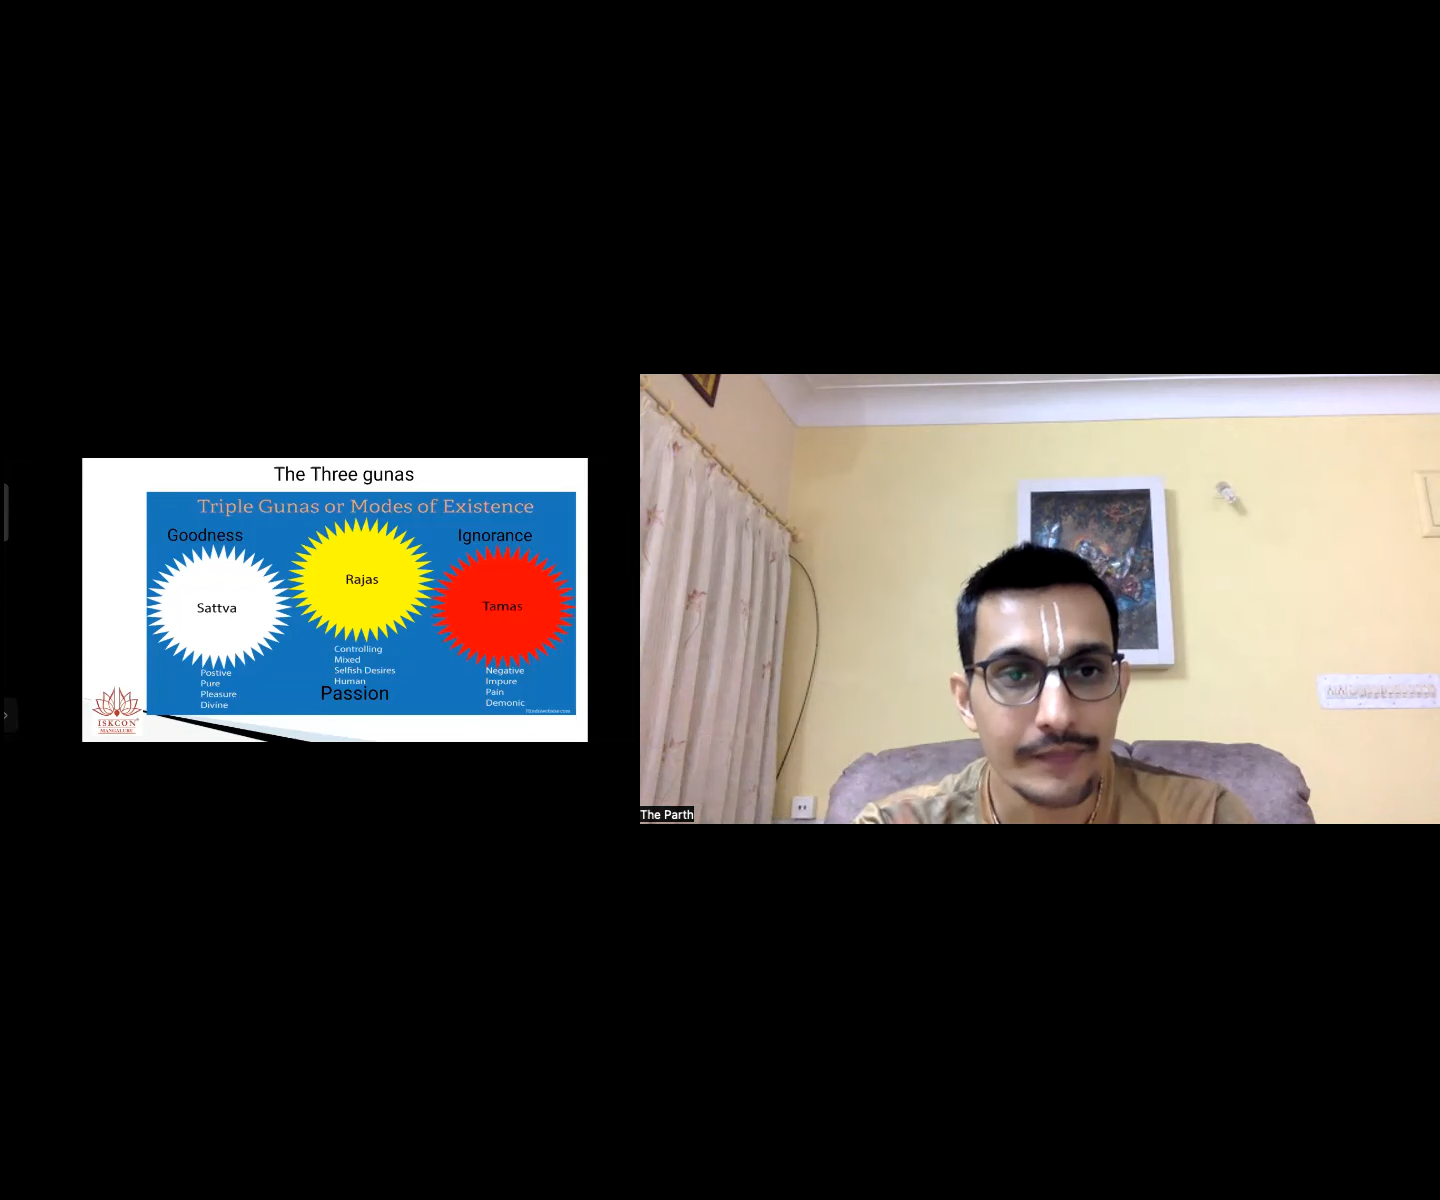 The Three gunas
Triple Gunas or Modes of Existence
Goodness
Sattva
Postive
Pure
Pleasure
Divine
Rajas
Controlling
Mixed
Selfish Desires
Human
Passion
Ignorance
Tamas
Negative
Impure
Pain
Demonic
ISKCON
MANGALURU
The Parth